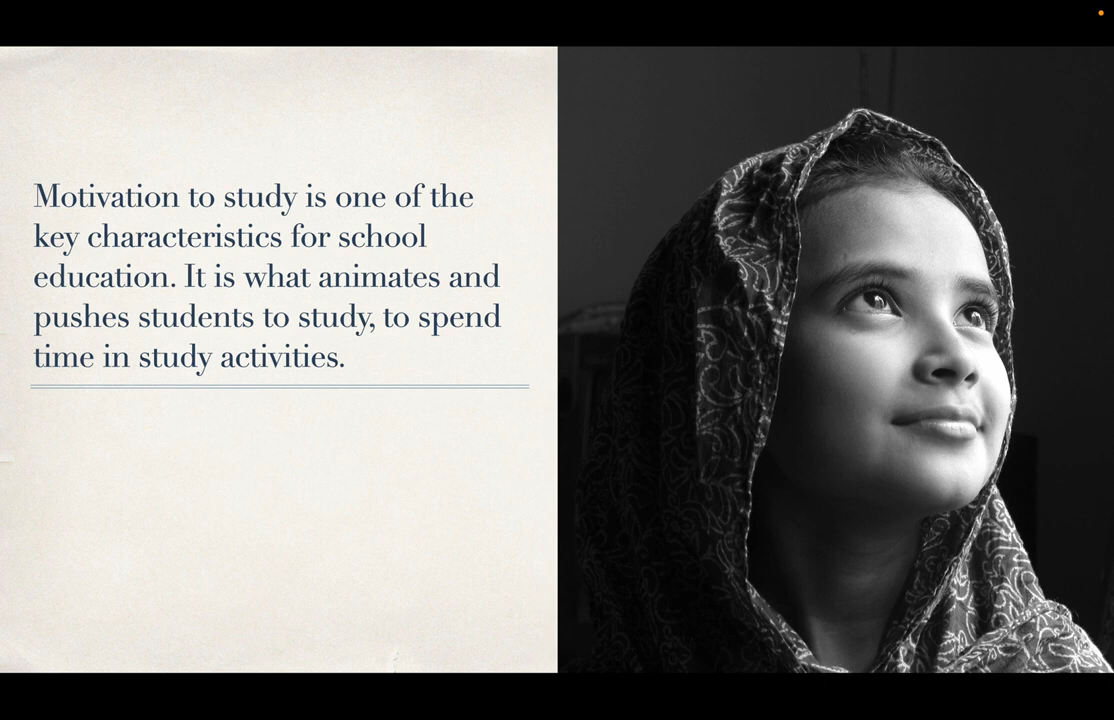 Motivation to study is one of the
key characteristics for school
education. It is what animates and
pushes students to study, to spend
time in study activities.